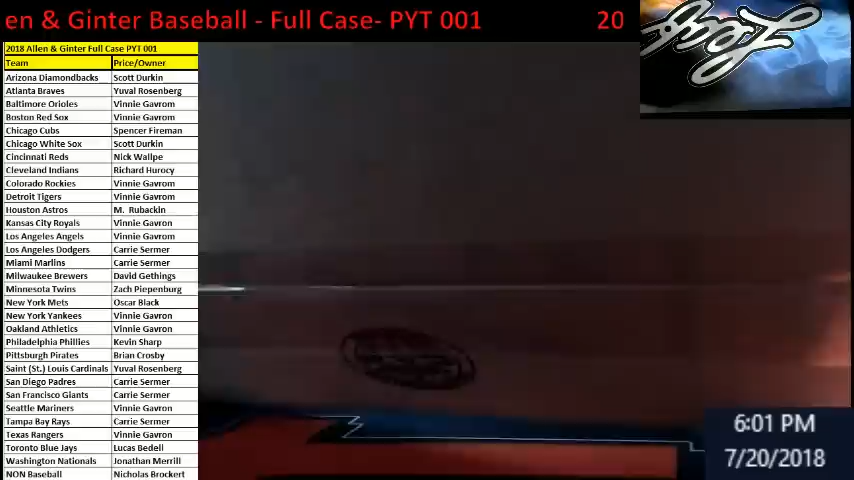 en & Ginter Baseball - Full Case- PYT 001 20
2018 Allen & Ginter Full Case PYT 001
Team Price/Owner
Arizona Diamondbacks Scott Durkin
Atlanta Braves Yuval Rosenberg
Baltimore Orioles Vinnie Gavrom
Boston Red Sox Vinnie Gavrom
Chicago Cubs Spencer Fireman
Chicago White Sox Scott Durkin
Cincinnati Reds Nick Wallpe
Cleveland Indians Richard Hurocy
Colorado Rockies Vinnie Gavrom
Detroit Tigers Vinnie Gavrom
Houston Astros M. Rubackin
Kansas City Royals Vinnie Gavron
Los Angeles Angels Vinnie Gavrom
Los Angeles Dodgers Carrie Sermer
Miami Marlins Carrie Sermer
Milwaukee Brewers David Gethings
Minnesota Twins Zach Piepenburg
New York Mets Oscar Black
New York Yankees Vinnie Gavron
Oakland Athletics Vinnie Gavron
Philadelphia Phillies Kevin Sharp
Pittsburgh Pirates Brian Crosby
Saint (St.) Louis Cardinals Yuval Rosenberg
San Diego Padres Carrie Sermer
San Francisco Giants Carrie Sermer
Seattle Mariners Vinnie Gavron
Tampa Bay Rays Carrie Sermer
Texas Rangers Vinnie Gavron
Toronto Blue Jays Lucas Bedell
Washington Nationals Jonathan Merrill
NON Baseball Nicholas Brockert
6:01 PM
7/20/2018